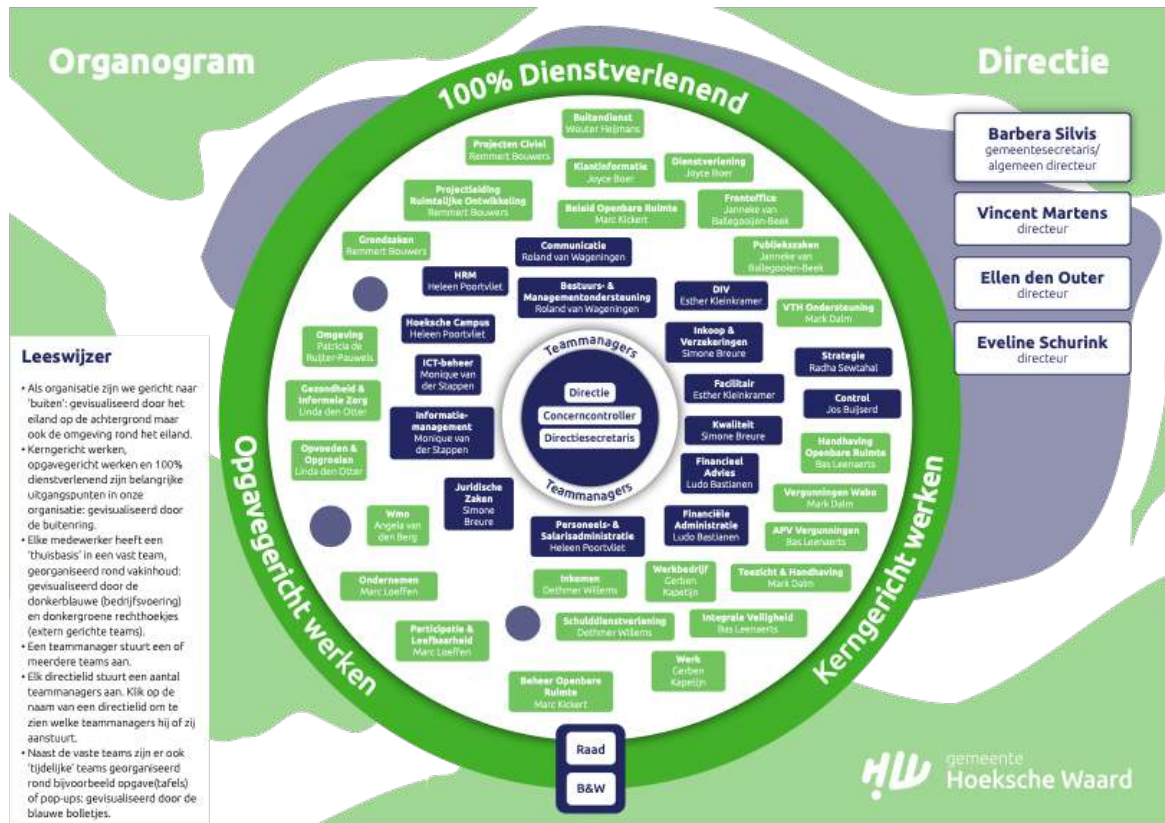 Organogram
Directie
100% Dienstverlenend
Opgavegericht werken
Kerngericht werken
Barbera Silvis
gemeentesecretaris/
algemeen directeur
Vincent Martens
directeur
Ellen den Outer
directeur
Eveline Schurink
directeur
Buitendienst
Wouter Heijmans
Projecten Civiel
Remmert Bouwers
Klantinformatie
Joyce Boer
Dienstverlening
Joyce Boer
Projectleiding
Ruimtelijke Ontwikkeling
Remmert Bouwers
Beleid Openbare Ruimte
Marc Kickert
Frontoffice
Janneke van
Ballegooijen-Beek
Grondzaken
Remmert Bouwers
Communicatie
Roland van Wageningen
Publiekszaken
Janneke van
Ballegooien-Beek
HRM
Heleen Poortvliet
Bestuurs- &
Managementondersteuning
Roland van Wageningen
DIV
Esther Kleinkramer
VTH Ondersteuning
Mark Dalm
Hoeksche Campus
Heleen Poortvliet
Inkoop &
Verzekeringen
Simone Breure
Omgeving
Patricia de
Ruijter-Pauwels
ICT-beheer
Monique van
der Stappen
Strategie
Radha Sewtahal
Gezondheid &
Informele Zorg
Linda den Otter
Facilitair
Esther Kleinkramer
Control
Jos Buijserd
Informatie-
management
Monique van
der Stappen
Kwaliteit
Simone Breure
Opvoeden &
Opgroeien
Linda den Otter
Handhaving
Openbare Ruimte
Bas Leenaerts
Teammanagers
Directie
Concerncontroller
Directiesecretaris
Teammanagers
Financieel
Advies
Ludo Bastianen
Juridische
Zaken
Simone
Breure
Vergunningen Wabo
Mark Dalm
Wmo
Angela van
den Berg
Personeels- &
Salarisadministratie
Heleen Poortvliet
Financiële
Administratie
Ludo Bastienen
APV Vergunningen
Bas Leenaerts
Ondernemen
Marc Loeffen
Inkomen
Dethmer Willems
Werkbedrijf
Gerben
Kapetijn
Toezicht & Handhaving
Mark Dalm
Participatie &
Leefbaarheid
Marc Loeffen
Schulddienstverlening
Dethmer Willems
Integrale Veiligheid
Bas Leenaerts
Werk
Gerben
Kapelijn
Beheer Openbare
Ruimte
Marc Kickert
Raad
B&W
Leeswijzer
• Als organisatie zijn we gericht naar
'buiten': gevisualiseerd door het
eiland op de achtergrond maar
ook de omgeving rond het eiland.
• Kerngericht werken,
opgavegericht werken en 100%
dienstverlenend zijn belangrijke
uitgangspunten in onze
organisatie: gevisualiseerd door
de buitenring.
• Elke medewerker heeft een
'thuisbasis' in een vast team,
georganiseerd rond vakinhoud:
gevisualiseerd door de
donkerblauwe (bedrijfsvoering)
en donkergroene rechthoekjes
(extern gerichte teams).
• Een teammanager stuurt een of
meerdere teams aan.
• Elk directielid stuurt een aantal
teammanagers aan. Klik op de
naam van een directielid om te
zien welke teammanagers hij of zij
aanstuurt.
• Naast de vaste teams zijn er ook
'tijdelijke' teams georganiseerd
rond bijvoorbeeld opgave(tafels)
of pop-ups: gevisualiseerd door de
blauwe bolletjes.
gemeente
Hoeksche Waard